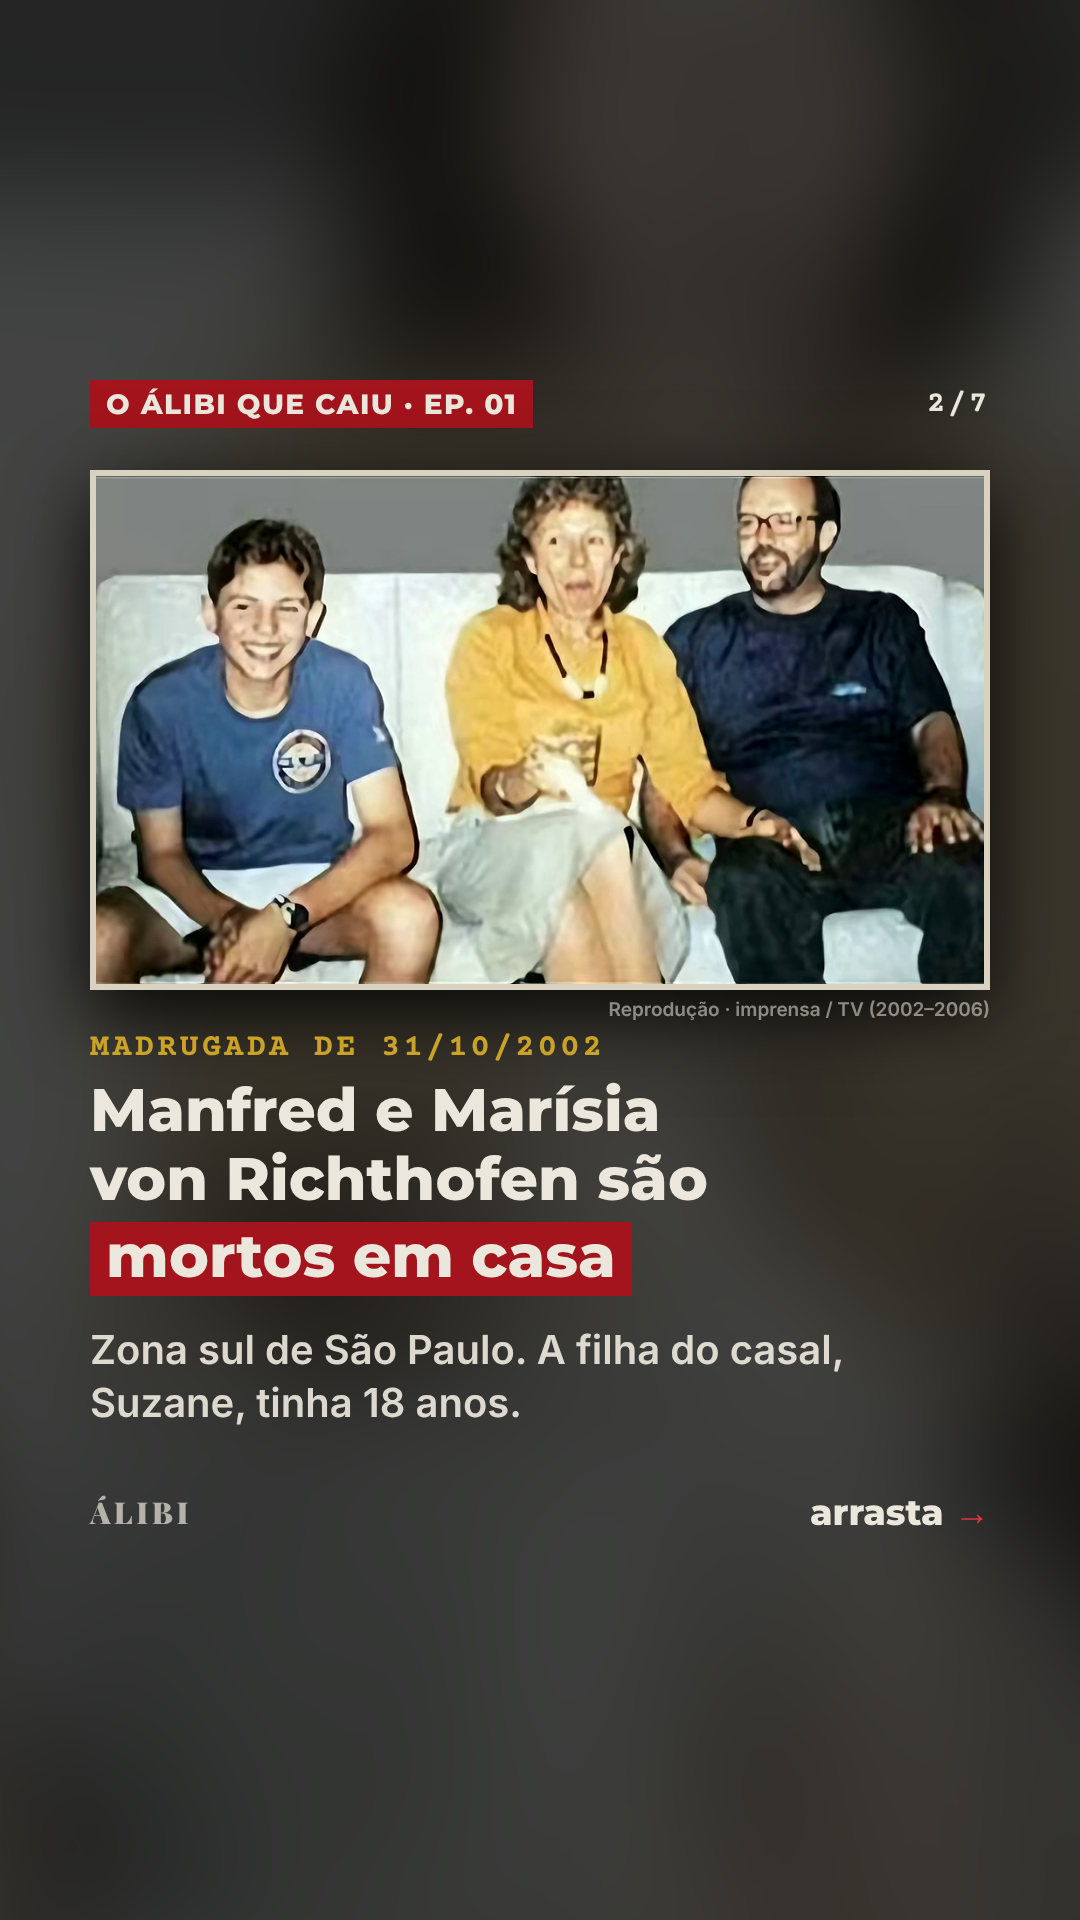 O ÁLIBI QUE CAIU · EP. 01
2/7
Reprodução · imprensa / TV (2002–2006)
MADRUGADA DE 31/10/2002
Manfred e Marísia
von Richthofen são
mortos em casa
Zona sul de São Paulo. A filha do casal,
Suzane, tinha 18 anos.
ÁLIBI
arrasta →